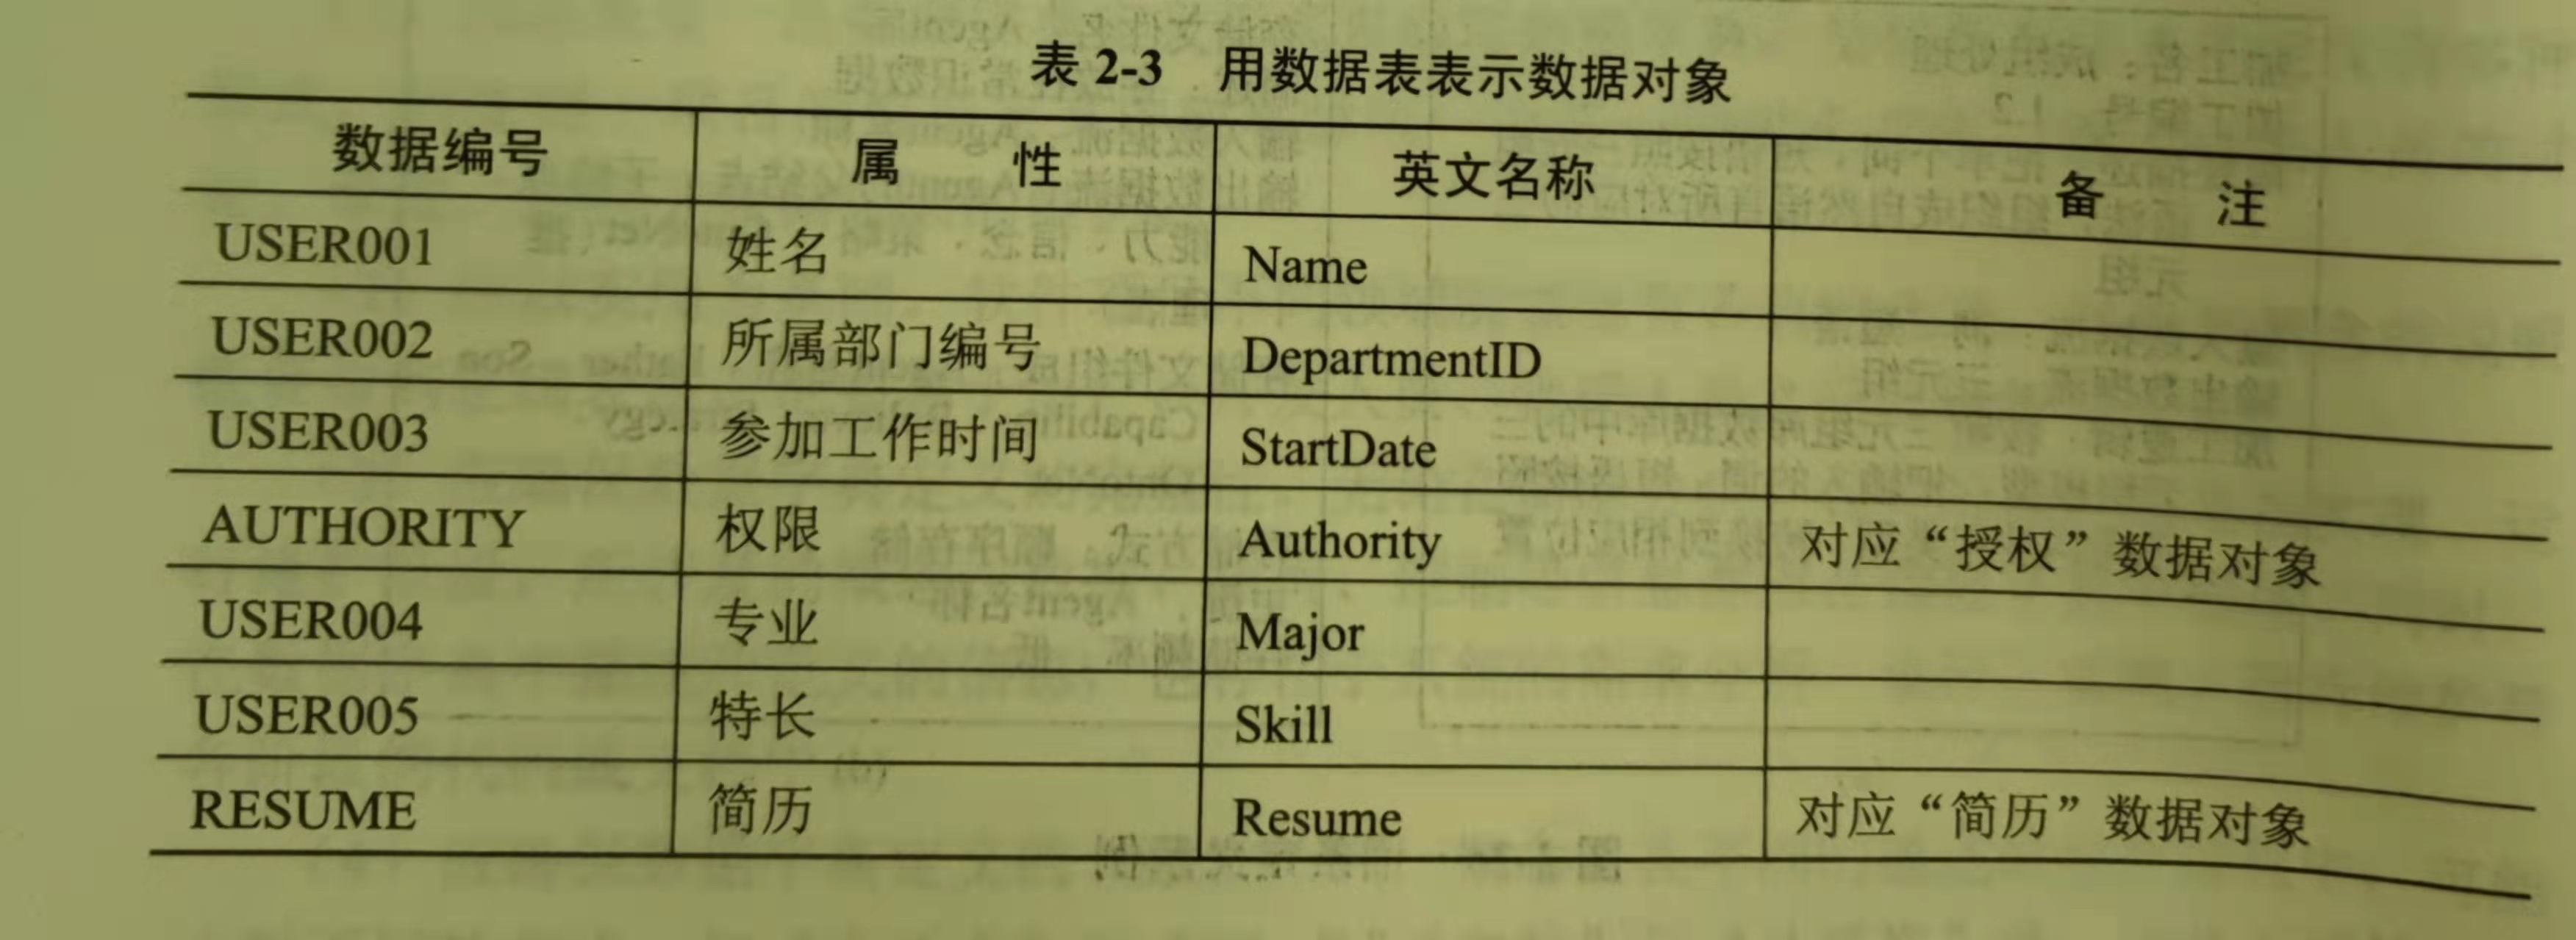 表 2-3 用数据表表示数据对象
数据编号 属 性 英文名称 备 注
USER001 姓名 Name
USER002 所属部门编号 DepartmentID
USER003 参加工作时间 StartDate
AUTHORITY 权限 Authority 对应“授权”数据对象
USER004 专业 Major
USER005 特长 Skill
RESUME 简历 Resume 对应“简历”数据对象